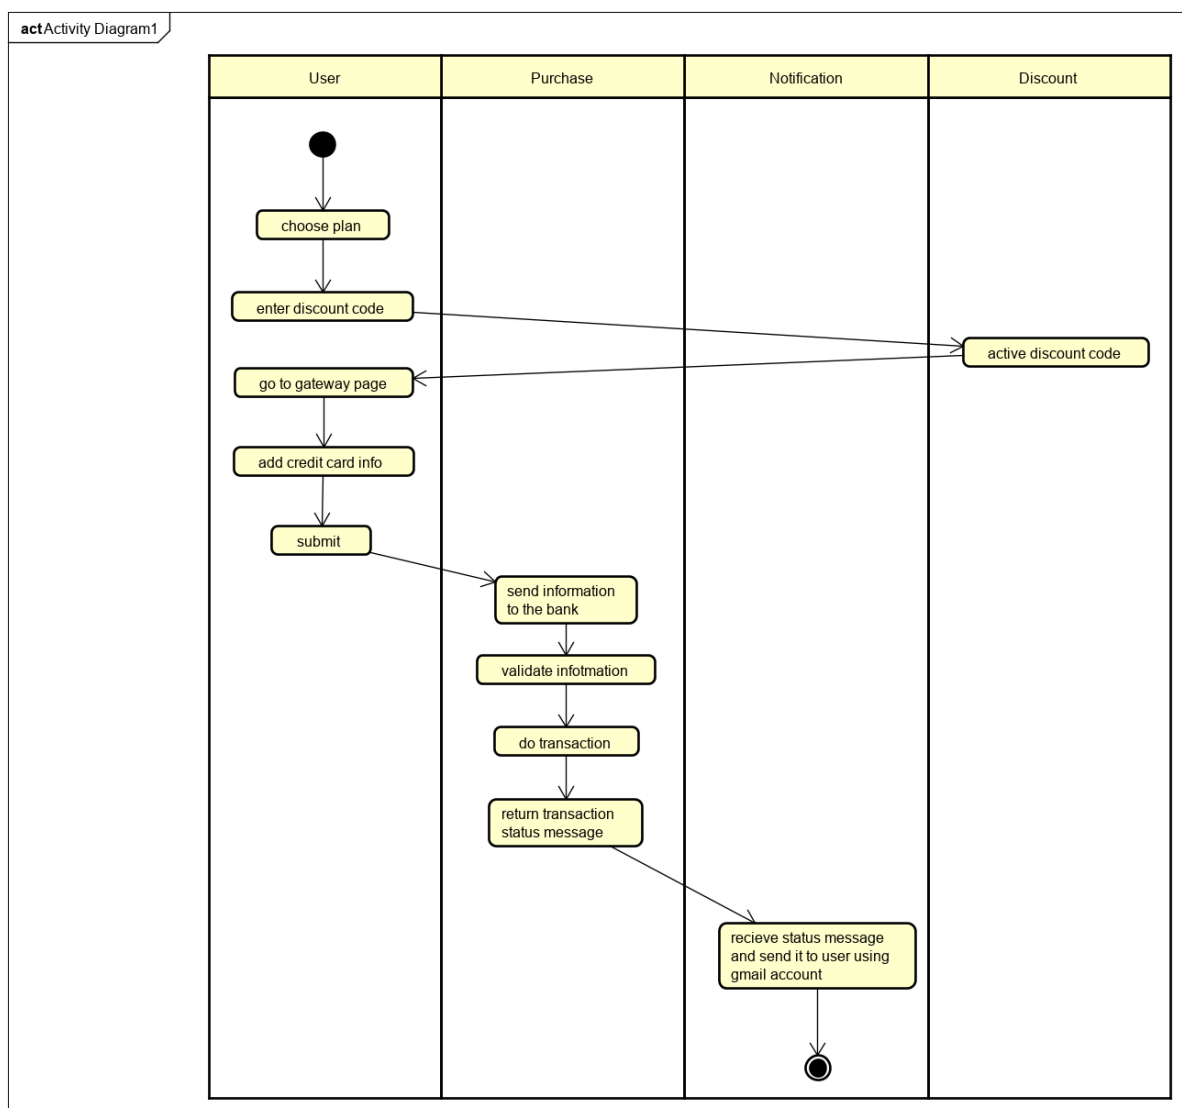 act Activity Diagram1
User
Purchase
Notification
Discount
choose plan
enter discount code
active discount code
go to gateway page
add credit card info
submit
send information
to the bank
validate infotmation
do transaction
return transaction
status message
recieve status message
and send it to user using
gmail account